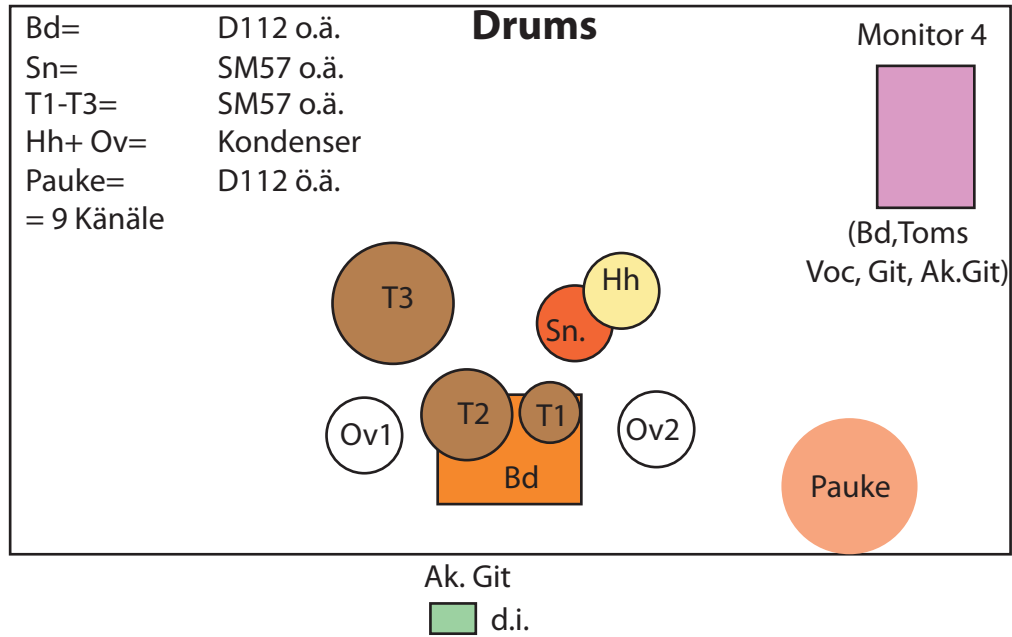 Drums
Bd= D112 o.ä.
Sn= SM57 o.ä.
T1-T3= SM57 o.ä.
Hh+ Ov= Kondenser
Pauke= D112 ö.ä.
= 9 Känäle
Monitor 4
(Bd,Toms
Voc, Git, Ak.Git)
Hh
T3
Sn.
T2
T1
Ov1
Ov2
Bd
Pauke
Ak. Git
d.i.